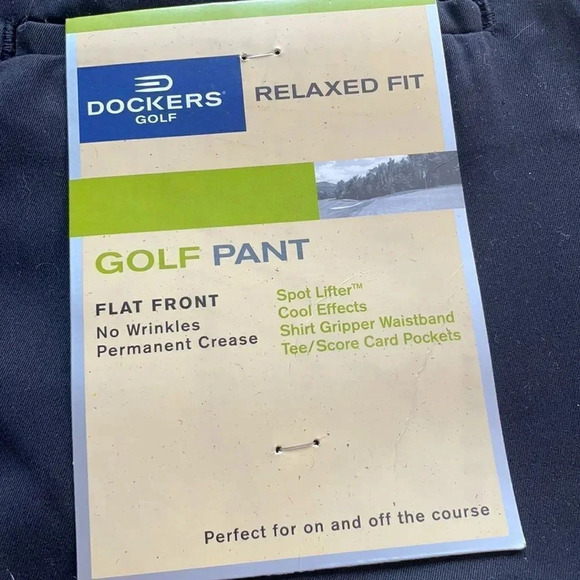 DOCKERS®
GOLF
RELAXED FIT
GOLF PANT
FLAT FRONT
No Wrinkles
Permanent Crease
Spot Lifter™
Cool Effects
Shirt Gripper Waistband
Tee/Score Card Pockets
Perfect for on and off the course